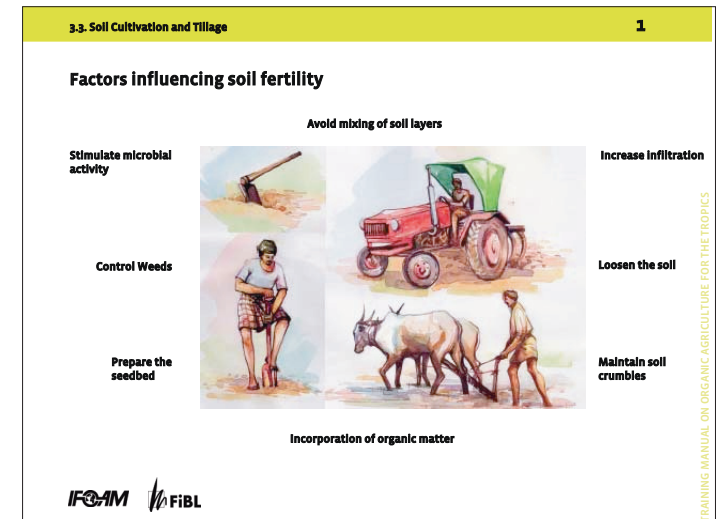 3.3. Soil Cultivation and Tillage
1
Factors influencing soil fertility
Avoid mixing of soil layers
Stimulate microbial
activity
Increase infiltration
Control Weeds
Loosen the soil
Prepare the
seedbed
Maintain soil
crumbles
Incorporation of organic matter
IFOAM
FiBL
TRAINING MANUAL ON ORGANIC AGRICULTURE FOR THE TROPICS